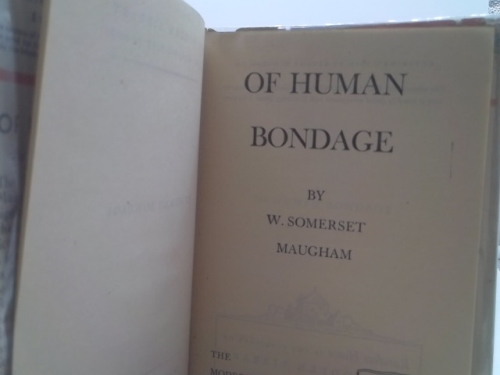 OF HUMAN
BONDAGE
BY
W. SOMERSET
MAUGHAM
THE